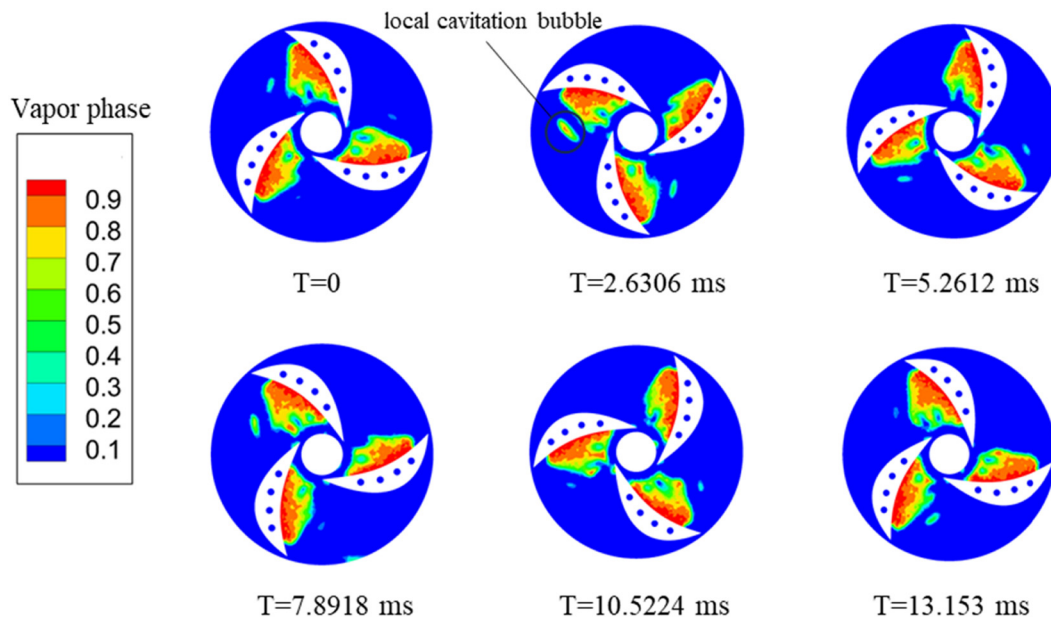 local cavitation bubble
Vapor phase
0.9
0.8
0.7
0.6
0.5
0.4
0.3
0.2
0.1
T=0
T=2.6306 ms
T=5.2612 ms
T=7.8918 ms
T=10.5224 ms
T=13.153 ms